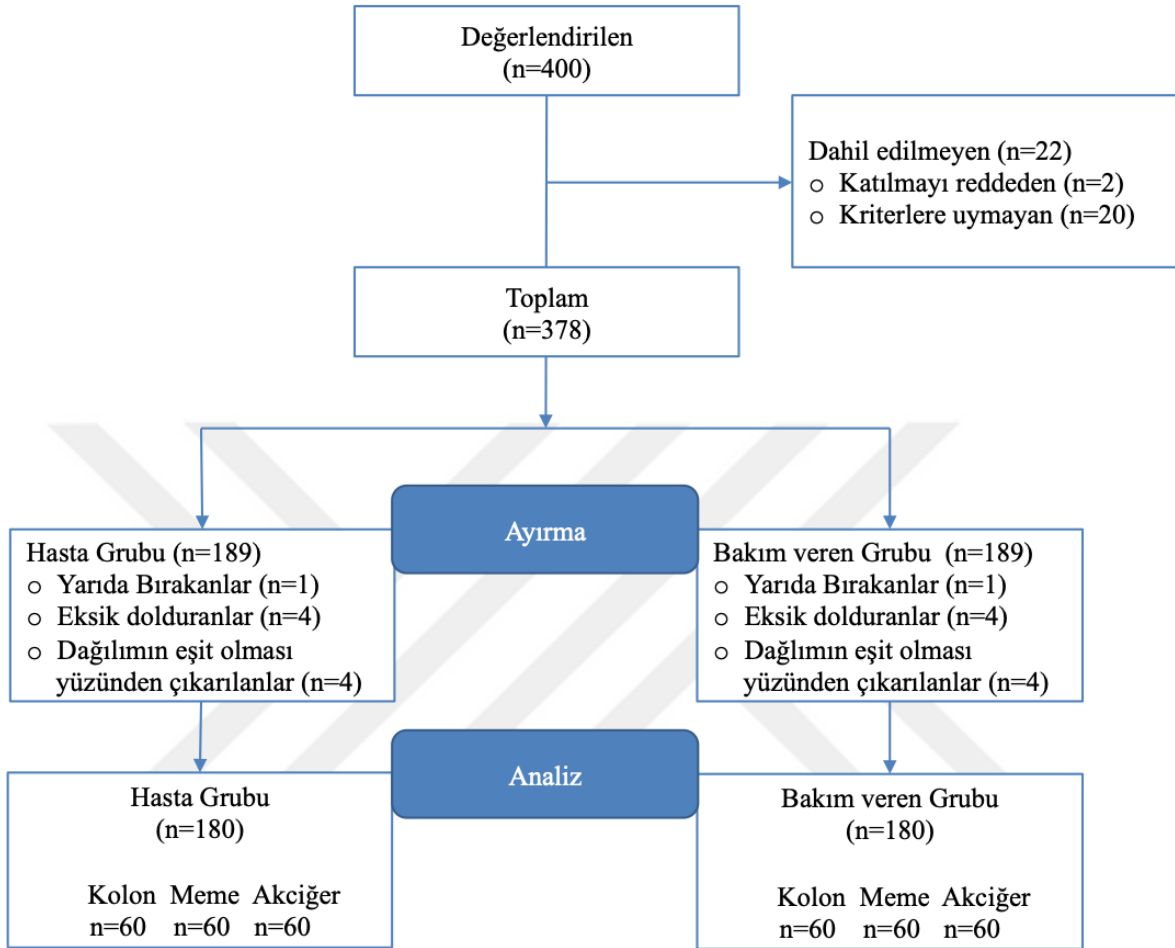 Değerlendirilen
(n=400)
Dahil edilmeyen (n=22)
o Katılmayı reddeden (n=2)
o Kriterlere uymayan (n=20)
Toplam
(n=378)
Ayırma
Hasta Grubu (n=189)
o Yarıda Bırakanlar (n=1)
o Eksik dolduranlar (n=4)
o Dağılımın eşit olması
yüzünden çıkarılanlar (n=4)
Bakım veren Grubu (n=189)
o Yarıda Bırakanlar (n=1)
o Eksik dolduranlar (n=4)
o Dağlımın eşit olması
yüzünden çıkarılanlar (n=4)
Analiz
Hasta Grubu
(n=180)
Kolon Meme Akciğer
n=60 n=60 n=60
Bakım veren Grubu
(n=180)
Kolon Meme Akciğer
n=60 n=60 n=60